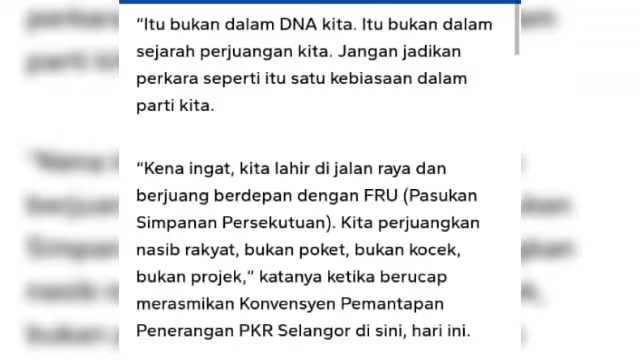 “Itu bukan dalam DNA kita. Itu bukan dalam
sejarah perjuangan kita. Jangan jadikan
perkara seperti itu satu kebiasaan dalam
parti kita.
“Kena ingat, kita lahir di jalan raya dan
berjuang berdepan dengan FRU (Pasukan
Simpanan Persekutuan). Kita perjuangkan
nasib rakyat, bukan poket, bukan kocek,
bukan projek,” katanya ketika berucap
merasmikan Konvensyen Pemantapan
Penerangan PKR Selangor di sini, hari ini.